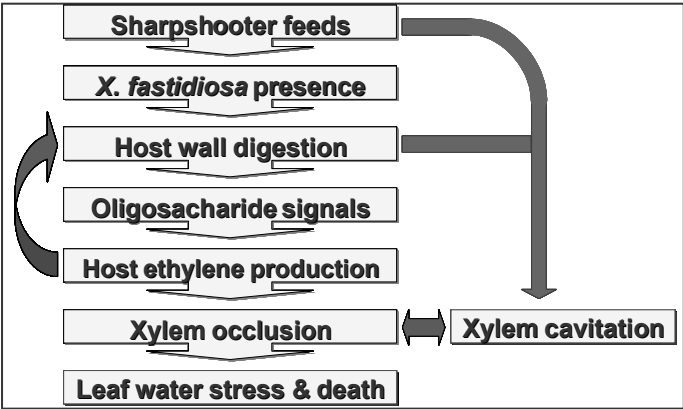 Sharpshooter feeds
X. fastidiosa presence
Host wall digestion
Oligosacharide signals
Host ethylene production
Xylem occlusion
Xylem cavitation
Leaf water stress & death